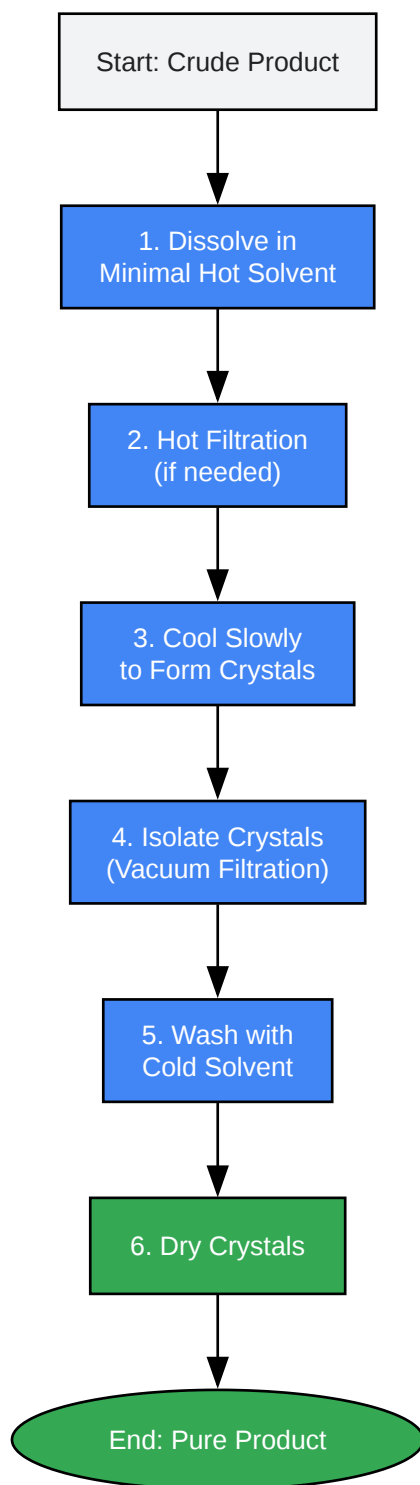 Start: Crude Product
1. Dissolve in
Minimal Hot Solvent
2. Hot Filtration
(if needed)
3. Cool Slowly
to Form Crystals
4. Isolate Crystals
(Vacuum Filtration)
5. Wash with
Cold Solvent
6. Dry Crystals
End: Pure Product